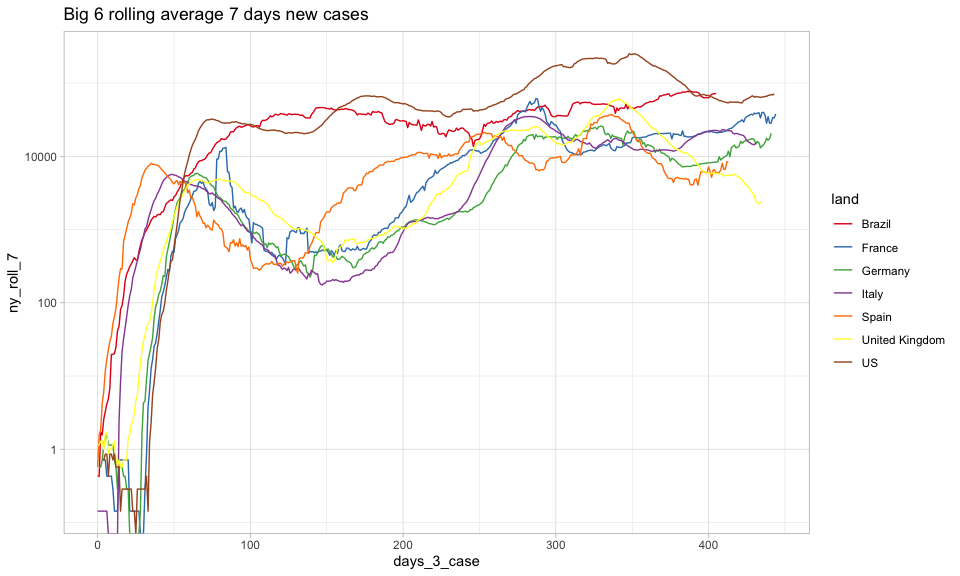 Big 6 rolling average 7 days new cases
ny_roll_7
10000
100
1
0
100
200
300
400
days_3_case
land
Brazil
France
Germany
Italy
Spain
United Kingdom
US